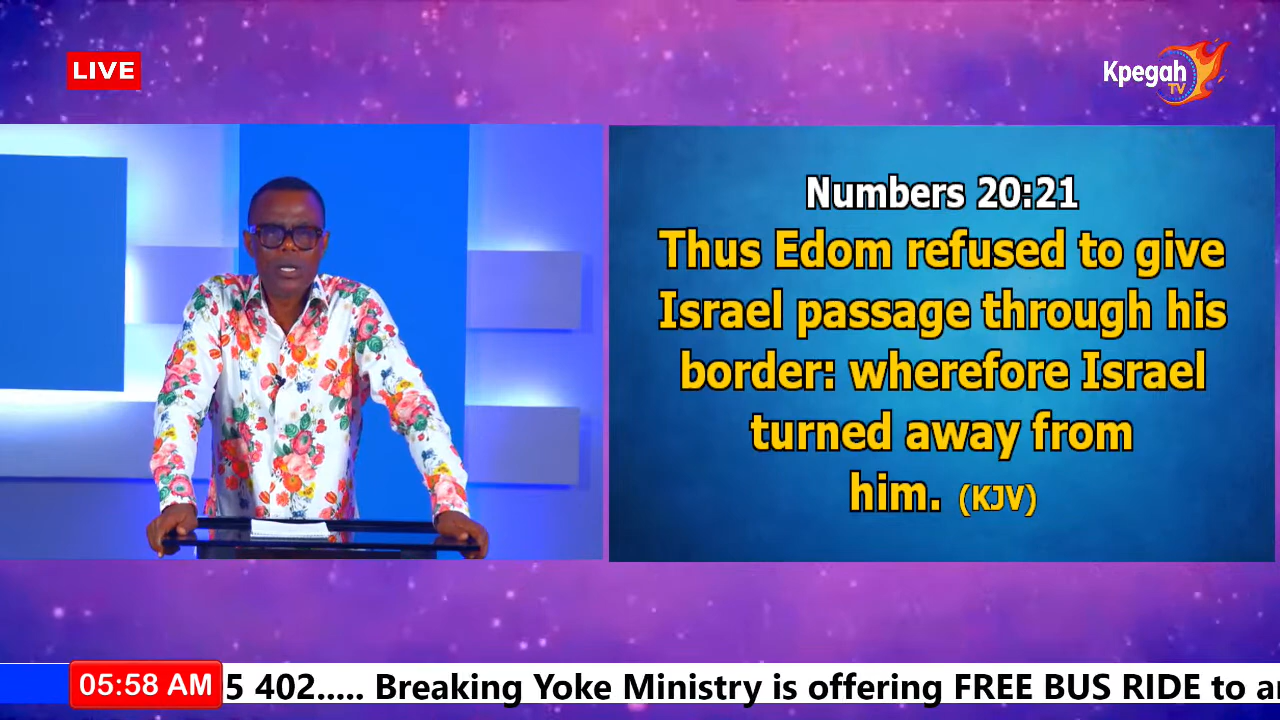 LIVE
Kpegah
TV
Numbers 20:21
Thus Edom refused to give
Israel passage through his
border: wherefore Israel
turned away from
him. (KJV)
05:58 AM
5 402..... Breaking Yoke Ministry is offering FREE BUS RIDE to